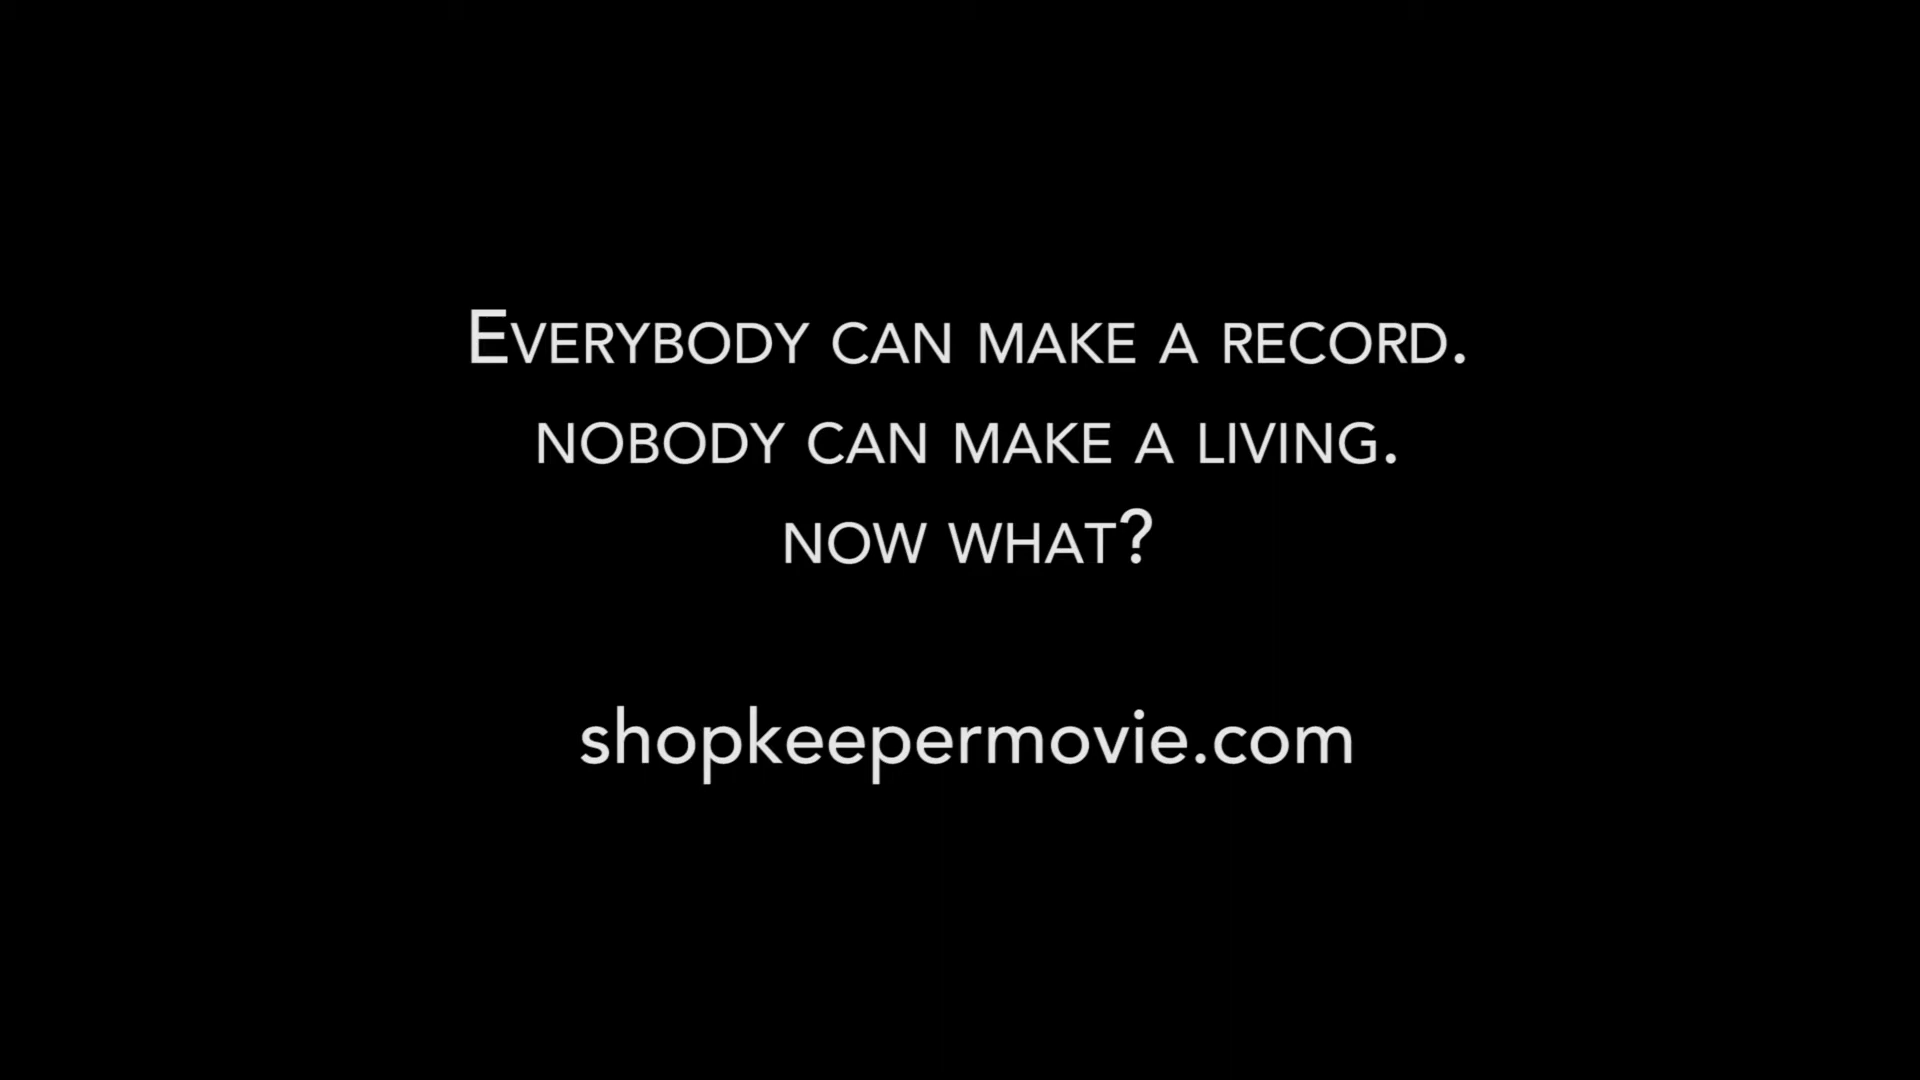 Everybody can make a record.
nobody can make a living.
now what?
shopkeepermovie.com